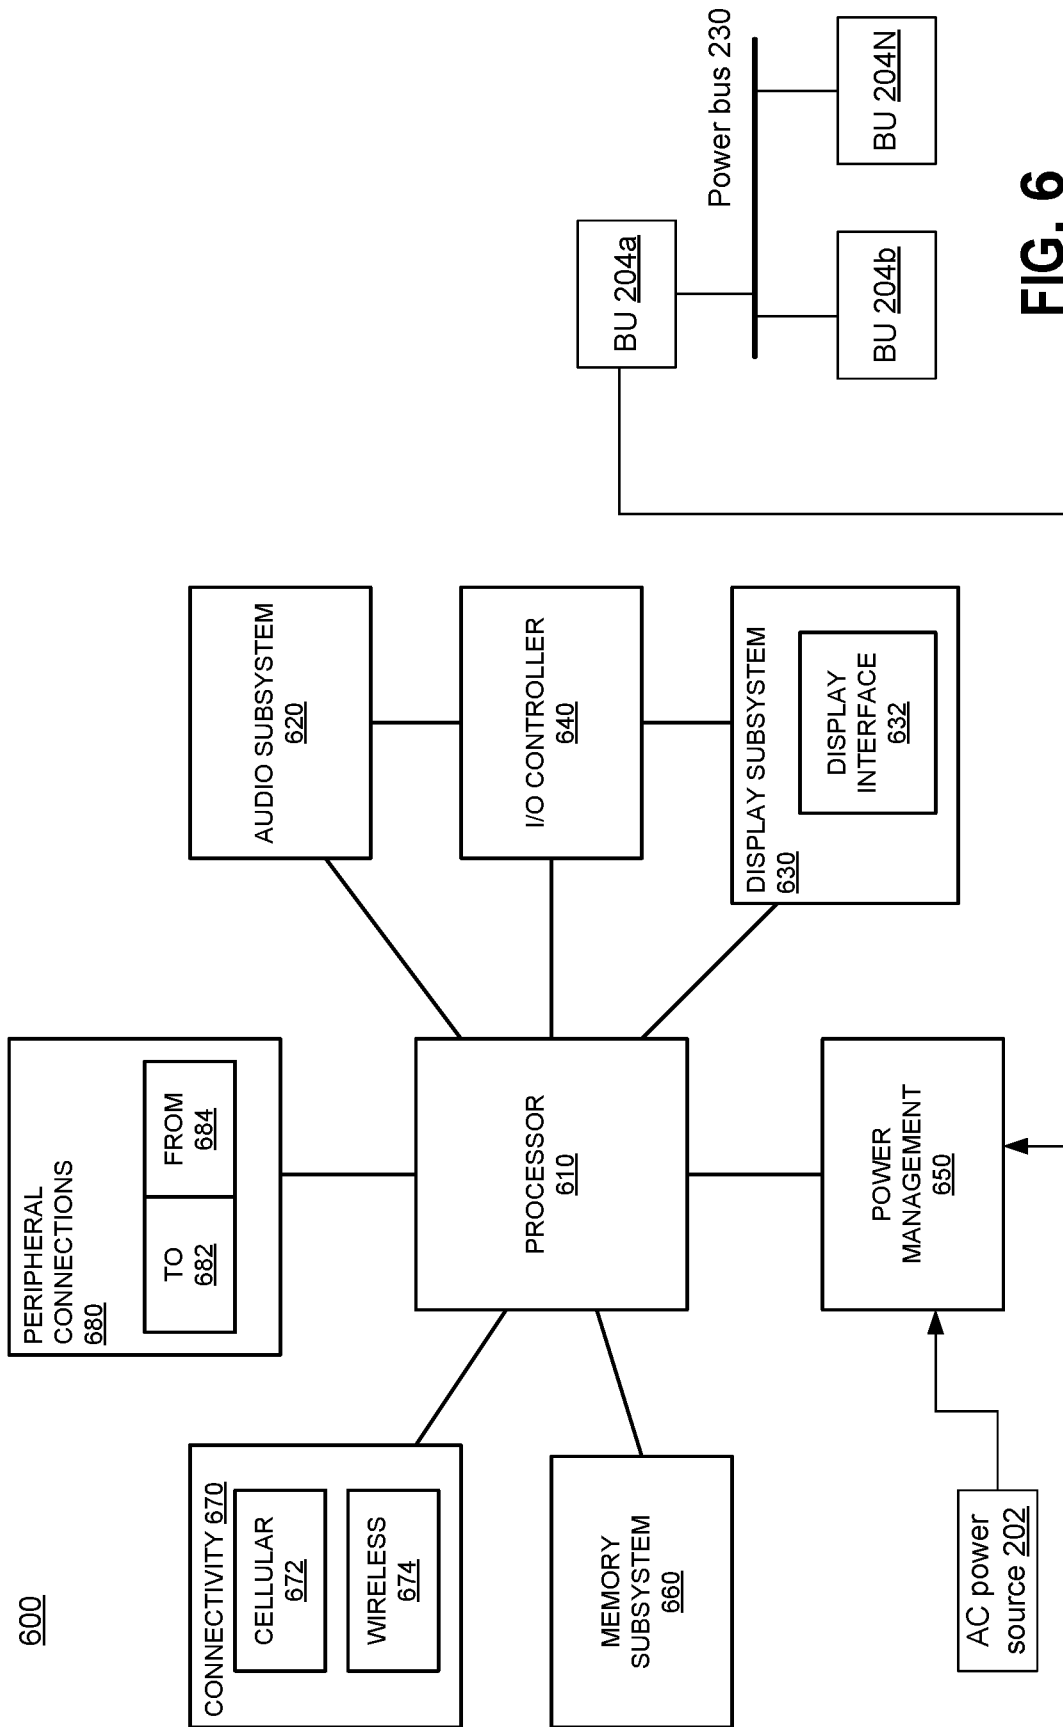 600
PERIPHERAL
CONNECTIONS
680
TO
682
FROM
684
CONNECTIVITY 670
CELLULAR
672
WIRELESS
674
AUDIO SUBSYSTEM
620
PROCESSOR
610
I/O CONTROLLER
640
MEMORY
SUBSYSTEM
660
DISPLAY SUBSYSTEM
630
DISPLAY
INTERFACE
632
POWER
MANAGEMENT
650
AC power
source 202
BU 204a
Power bus 230
BU 204b
BU 204N
FIG. 6